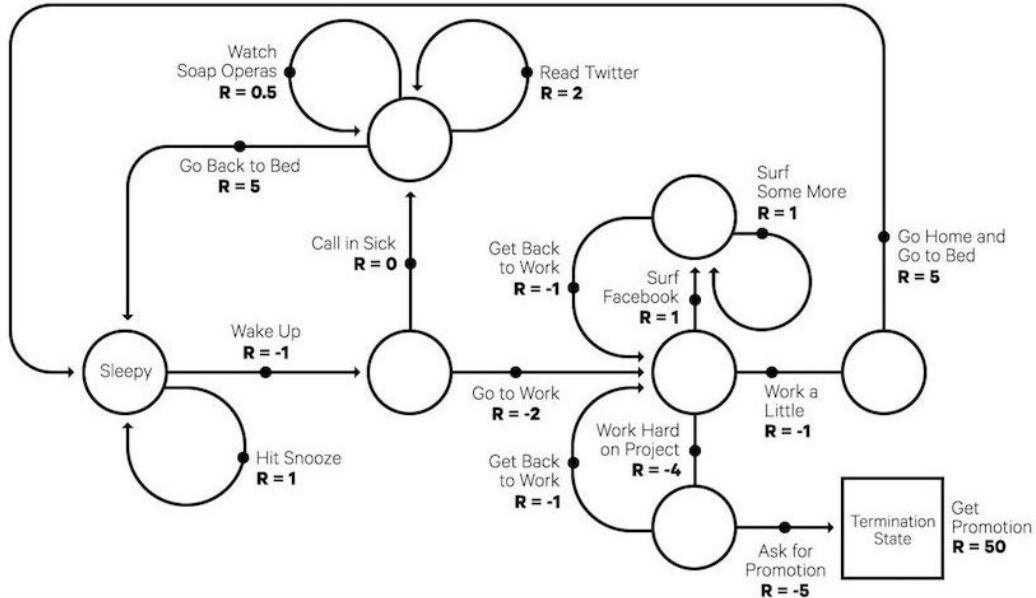 Watch
Soap Operas
R = 0.5
Read Twitter
R = 2
Go Back to Bed
R = 5
Surf
Some More
R = 1
Call in Sick
R = 0
Get Back
to Work
R = -1
Surf
Facebook
R = 1
Go Home and
Go to Bed
R = 5
Sleepy
Wake Up
R = -1
Go to Work
R = -2
Work a
Little
R = -1
Hit Snooze
R = 1
Get Back
to Work
R = -1
Work Hard
on Project
R = -4
Ask for
Promotion
R = -5
Termination
State
Get
Promotion
R = 50